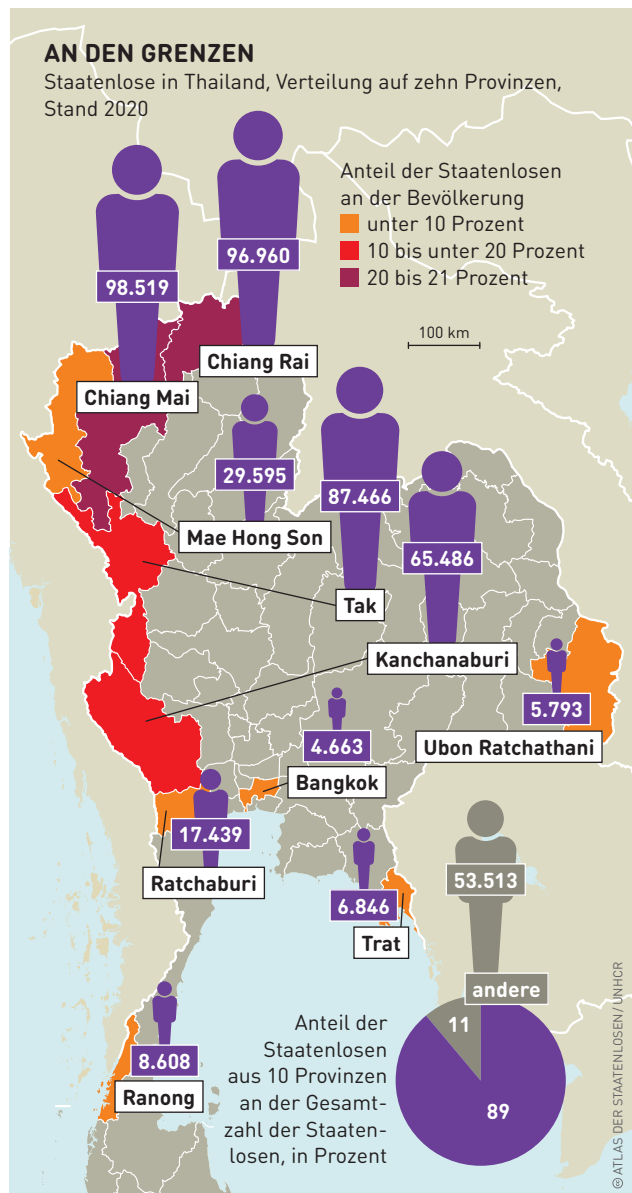 AN DEN GRENZEN
Staatenlose in Thailand, Verteilung auf zehn Provinzen,
Stand 2020
Anteil der Staatenlosen
an der Bevölkerung
unter 10 Prozent
10 bis unter 20 Prozent
20 bis 21 Prozent
100 km
98.519
Chiang Mai
96.960
Chiang Rai
29.595
Mae Hong Son
87.466
Tak
65.486
Kanchanaburi
5.793
Ubon Ratchathani
4.663
Bangkok
17.439
Ratchaburi
6.846
Trat
8.608
Ranong
53.513
andere
11
89
Anteil der
Staatenlosen
aus 10 Provinzen
an der Gesamt-
zahl der Staaten-
losen, in Prozent
© ATLAS DER STAATENLOSEN / UNHCR